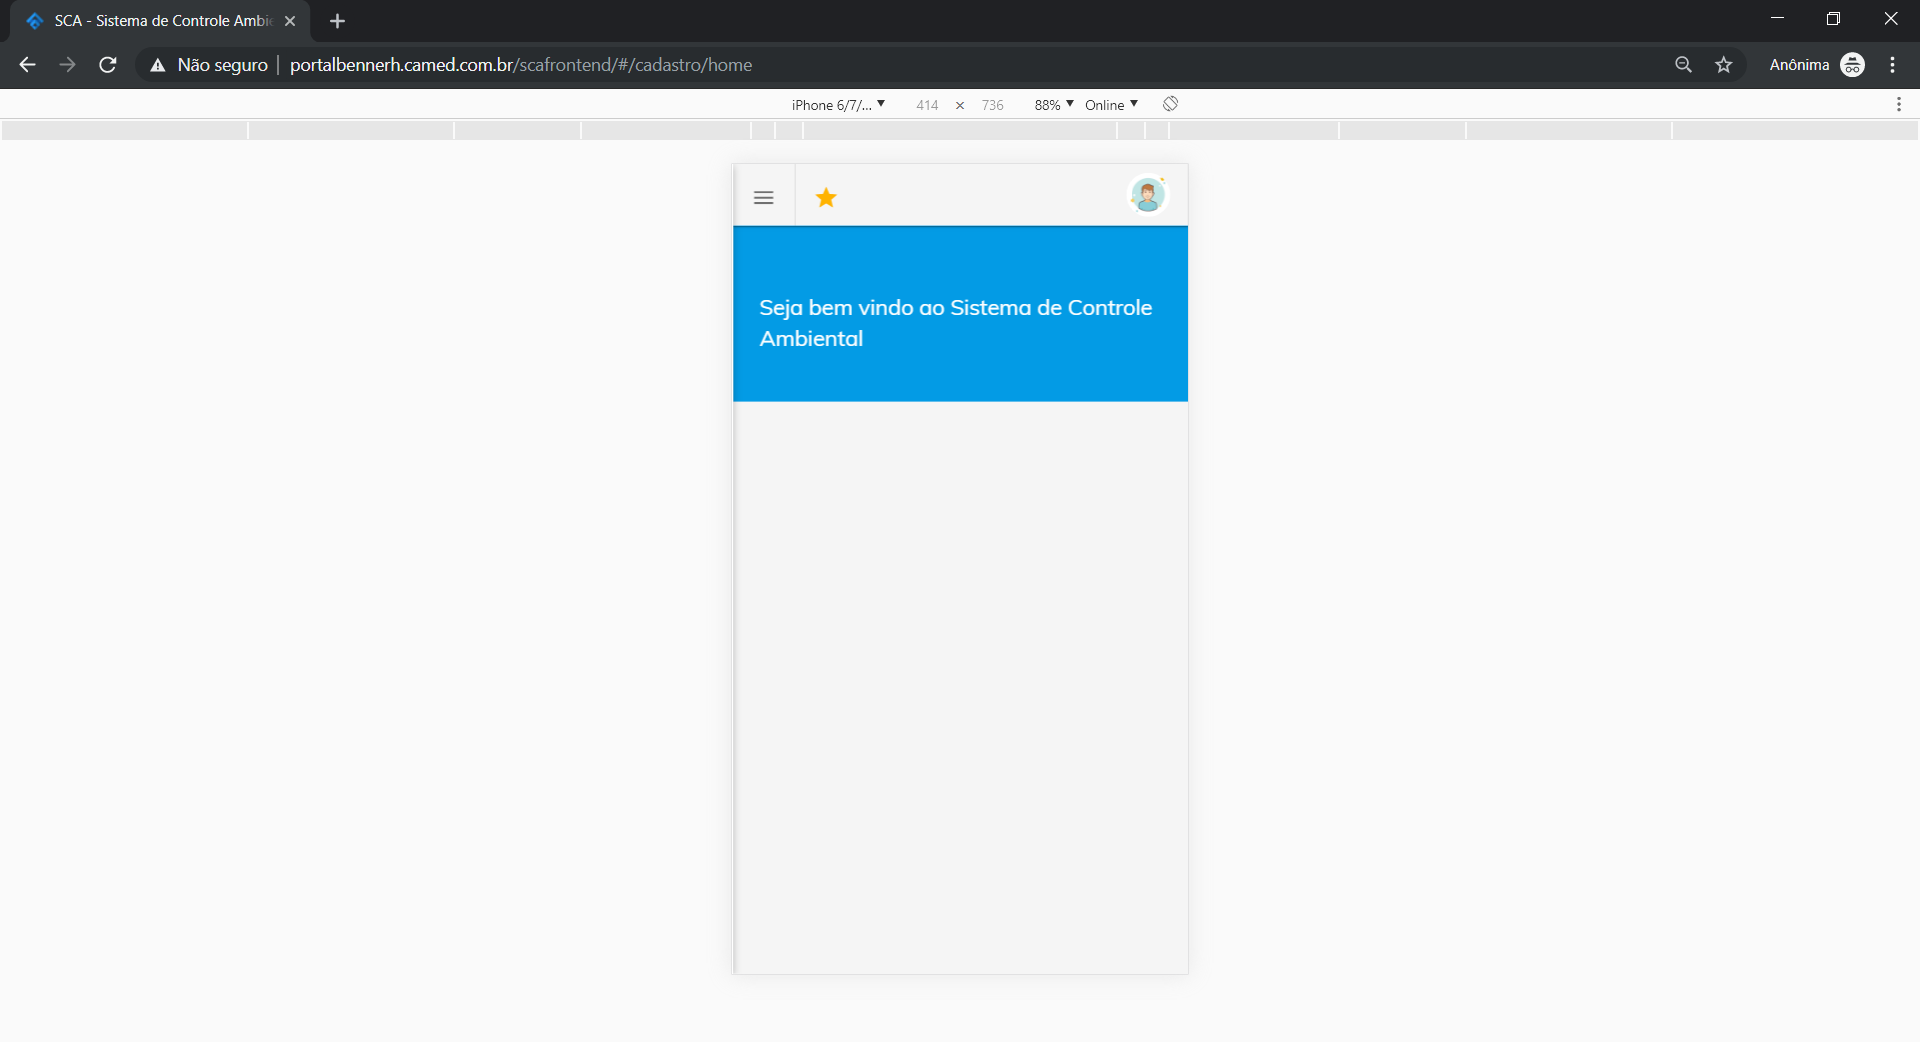 SCA - Sistema de Controle Ambie
Não seguro
portalbennerh.camed.com.br/scafrontend/#/cadastro/home
Anônima
iPhone 6/7/... 414 × 736 88% Online
Seja bem vindo ao Sistema de Controle
Ambiental